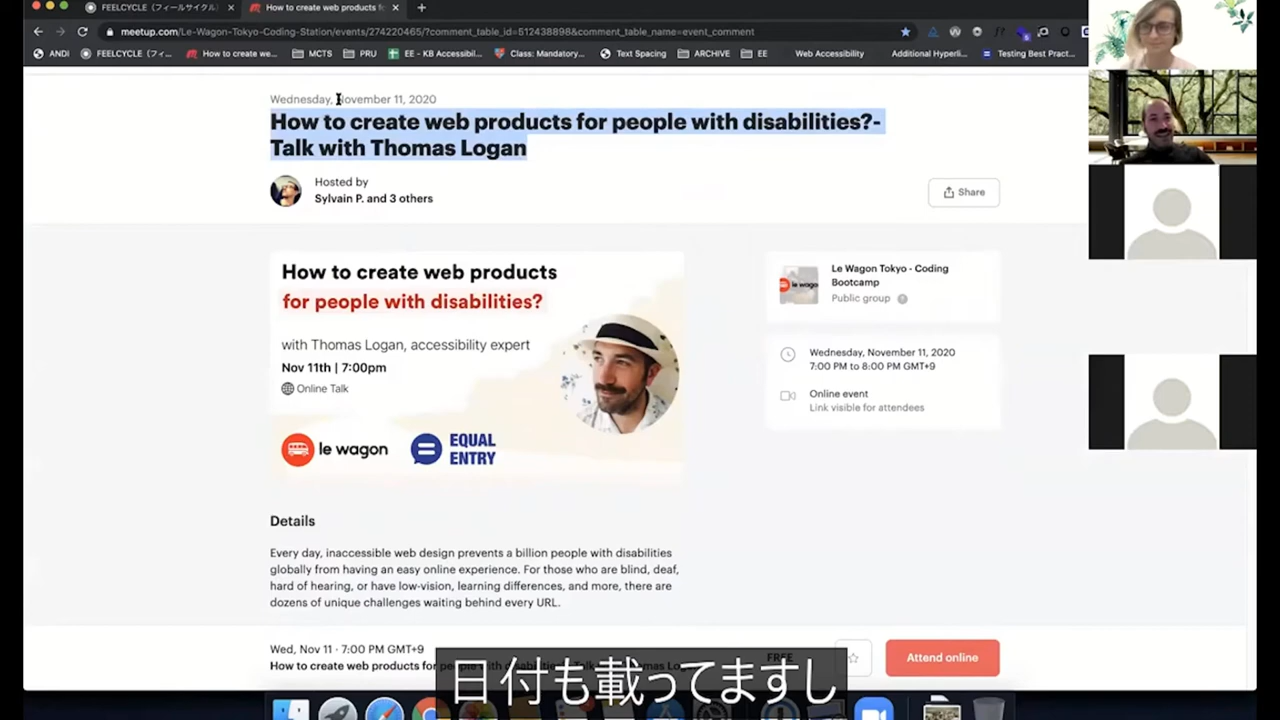 FEELCYCLE (フィールサイクル)
How to create web products fo
meetup.com/Le-Wagon-Tokyo-Coding-Station/events/274220465/?comment_table_id=512438898&comment_table_name=event_comment
ANDI
FEELCYCLE (フィ...
How to create we...
MCTS
PRU
EE - KB Accessibil...
Class: Mandatory...
Text Spacing
ARCHIVE
EE
Web Accessibility
Additional Hyperli...
Testing Best Pract...
Wednesday, November 11, 2020
How to create web products for people with disabilities?-
Talk with Thomas Logan
Hosted by
Sylvain P. and 3 others
Share
How to create web products
for people with disabilities?
with Thomas Logan, accessibility expert
Nov 11th | 7:00pm
Online Talk
le wagon
EQUAL
ENTRY
le wagon
Le Wagon Tokyo - Coding
Bootcamp
Public group
Wednesday, November 11, 2020
7:00 PM to 8:00 PM GMT+9
Online event
Link visible for attendees
Details
Every day, inaccessible web design prevents a billion people with disabilities
globally from having an easy online experience. For those who are blind, deaf,
hard of hearing, or have low-vision, learning differences, and more, there are
dozens of unique challenges waiting behind every URL.
Wed, Nov 11 · 7:00 PM GMT+9
How to create web products for
FREE
Attend online
日付も載ってますし